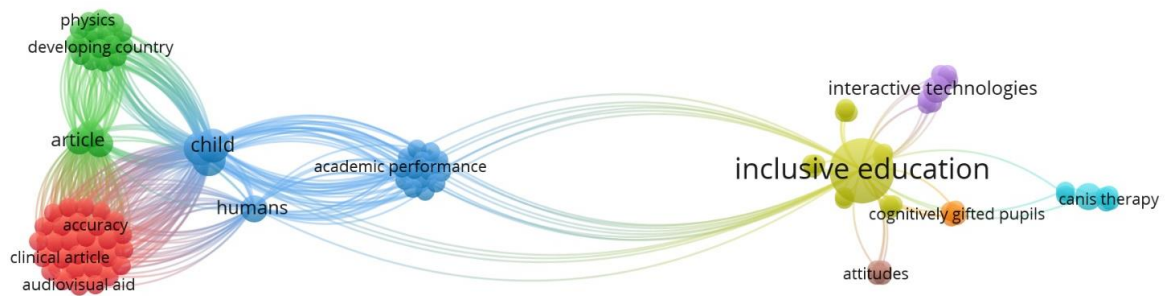 physics
developing country
article
child
academic performance
humans
accuracy
clinical article
audiovisual aid
interactive technologies
inclusive education
cognitively gifted pupils
canis therapy
attitudes